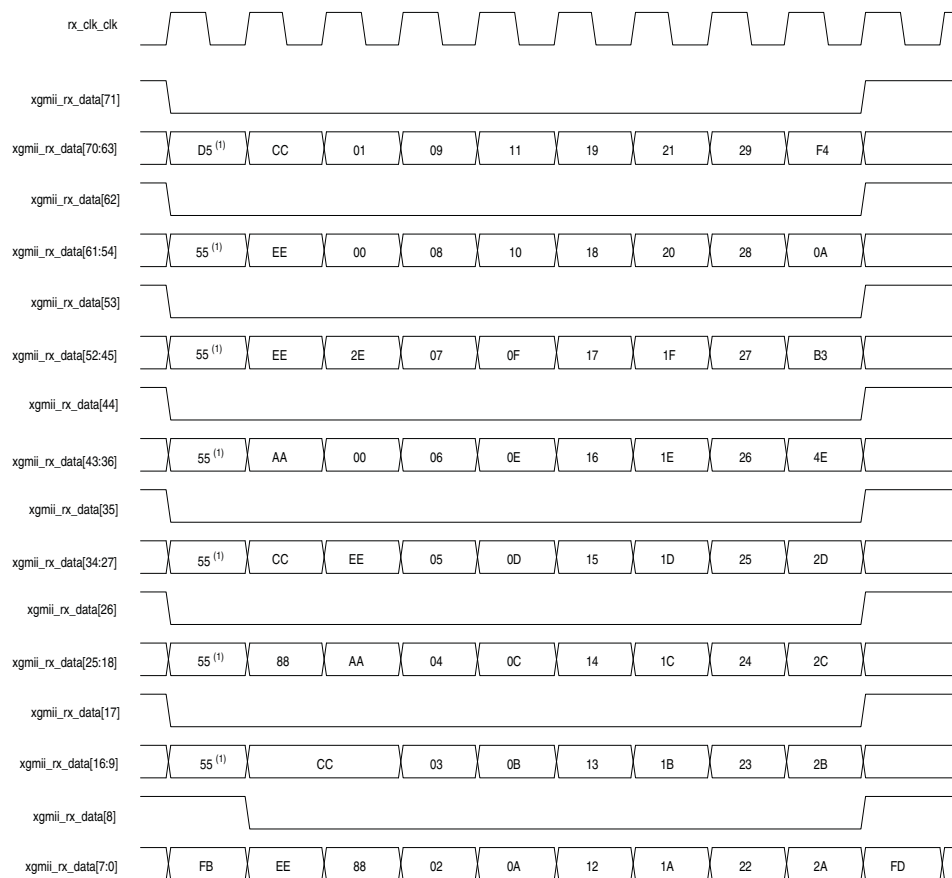 rx_clk_clk
xgmii_rx_data[71]
xgmii_rx_data[70:63] D5 (1) CC 01 09 11 19 21 29 F4
xgmii_rx_data[62]
xgmii_rx_data[61:54] 55 (1) EE 00 08 10 18 20 28 0A
xgmii_rx_data[53]
xgmii_rx_data[52:45] 55 (1) EE 2E 07 0F 17 1F 27 B3
xgmii_rx_data[44]
xgmii_rx_data[43:36] 55 (1) AA 00 06 0E 16 1E 26 4E
xgmii_rx_data[35]
xgmii_rx_data[34:27] 55 (1) CC EE 05 0D 15 1D 25 2D
xgmii_rx_data[26]
xgmii_rx_data[25:18] 55 (1) 88 AA 04 0C 14 1C 24 2C
xgmii_rx_data[17]
xgmii_rx_data[16:9] 55 (1) CC 03 0B 13 1B 23 2B
xgmii_rx_data[8]
xgmii_rx_data[7:0] FB EE 88 02 0A 12 1A 22 2A FD